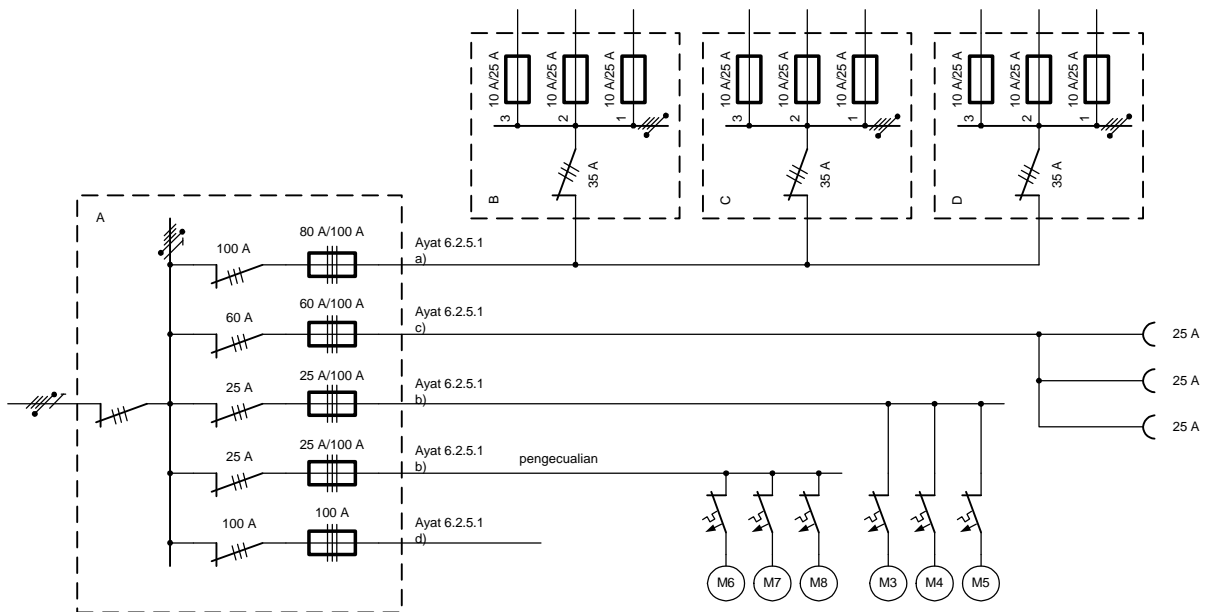 10 A/25 A
10 A/25 A
10 A/25 A
10 A/25 A
10 A/25 A
10 A/25 A
10 A/25 A
10 A/25 A
10 A/25 A
3
2
1
3
2
1
3
2
1
35 A
35 A
35 A
B
C
D
A
100 A
80 A/100 A
Ayat 6.2.5.1
a)
60 A
60 A/100 A
Ayat 6.2.5.1
c)
25 A
25 A
25 A/100 A
Ayat 6.2.5.1
b)
25 A
25 A
25 A
25 A/100 A
Ayat 6.2.5.1
b)
pengecualian
100 A
100 A
Ayat 6.2.5.1
d)
M6
M7
M8
M3
M4
M5